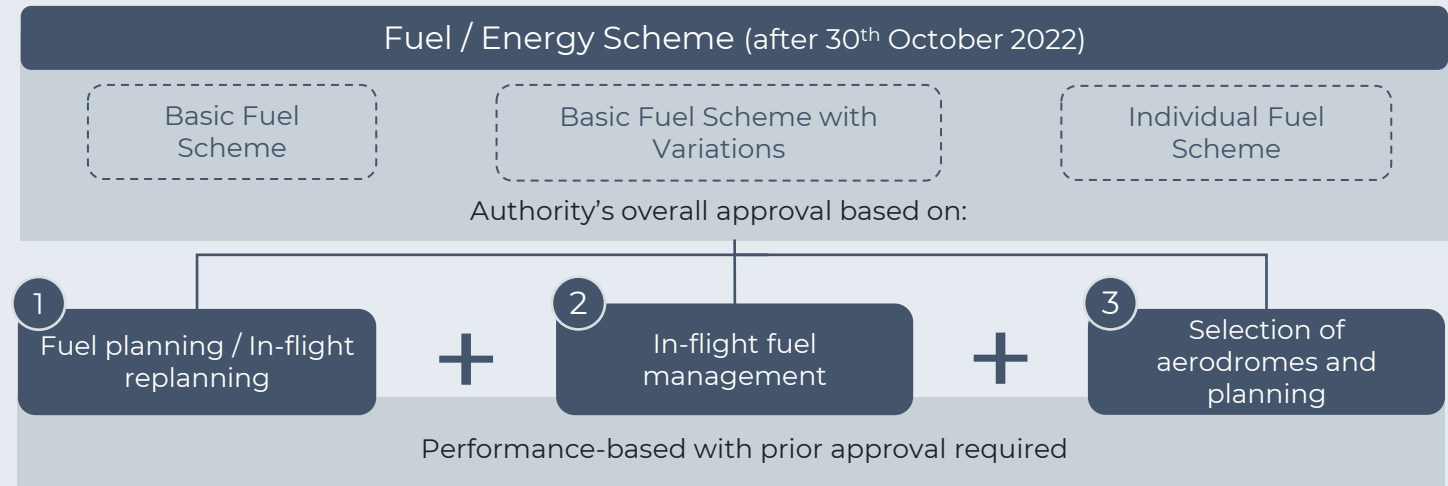 Fuel / Energy Scheme (after 30th October 2022)
Basic Fuel
Scheme
Basic Fuel Scheme with
Variations
Individual Fuel
Scheme
Authority’s overall approval based on:
1
Fuel planning / In-flight
replanning
+
2
In-flight fuel
management
+
3
Selection of
aerodromes and
planning
Performance-based with prior approval required